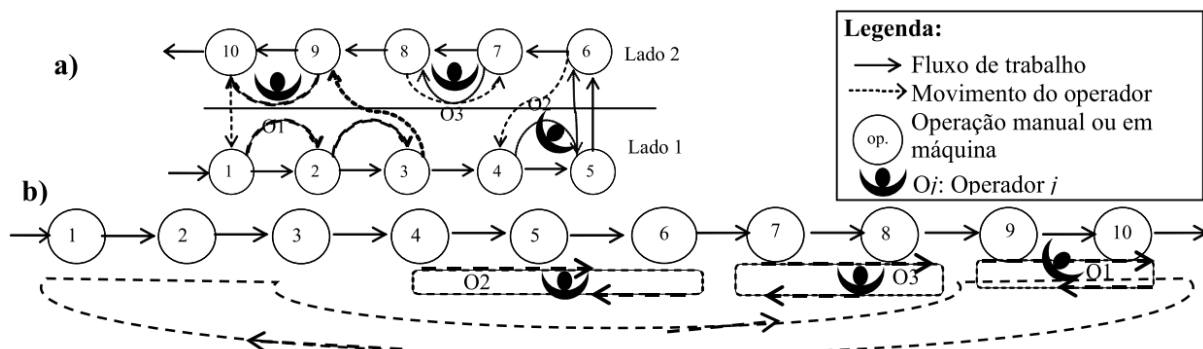 a)
10 9 8 7 6 Lado 2
O1 O3 O2
1 2 3 4 5 Lado 1
Legenda:
Fluxo de trabalho
Movimento do operador
op. Operação manual ou em
máquina
Oj: Operador j
b)
1 2 3 4 5 6 7 8 9 10
O2 O3 O1